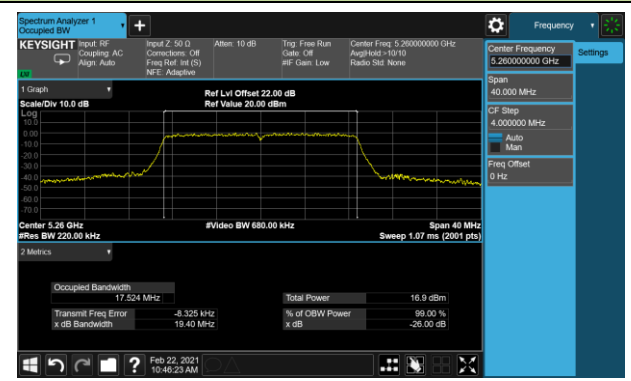 Spectrum Analyzer 1
Occupied BW
Frequency
KEYSIGHT
Input: RF
Coupling: AC
Align: Auto
Input Z: 50 Ω
Corrections: Off
Freq Ref: Int (S)
NFE: Adaptive
Atten: 10 dB
Trig: Free Run
Gate: Off
#IF Gain: Low
Center Freq: 5.260000000 GHz
Avg|Hold:>10/10
Radio Std: None
Center Frequency
5.260000000 GHz
Settings
Span
40.000 MHz
CF Step
4.000000 MHz
Auto
Man
Freq Offset
0 Hz
1 Graph
Scale/Div 10.0 dB
Ref Lvl Offset 22.00 dB
Ref Value 20.00 dBm
Log
10.0
0.00
-10.0
-20.0
-30.0
-40.0
-50.0
-60.0
-70.0
Center 5.26 GHz
#Video BW 680.00 kHz
Span 40 MHz
#Res BW 220.00 kHz
Sweep 1.07 ms (2001 pts)
2 Metrics
Occupied Bandwidth
17.524 MHz
Total Power 16.9 dBm
Transmit Freq Error -8.325 kHz
% of OBW Power 99.00 %
x dB Bandwidth 19.40 MHz
x dB -26.00 dB
?
Feb 22, 2021
10:46:23 AM